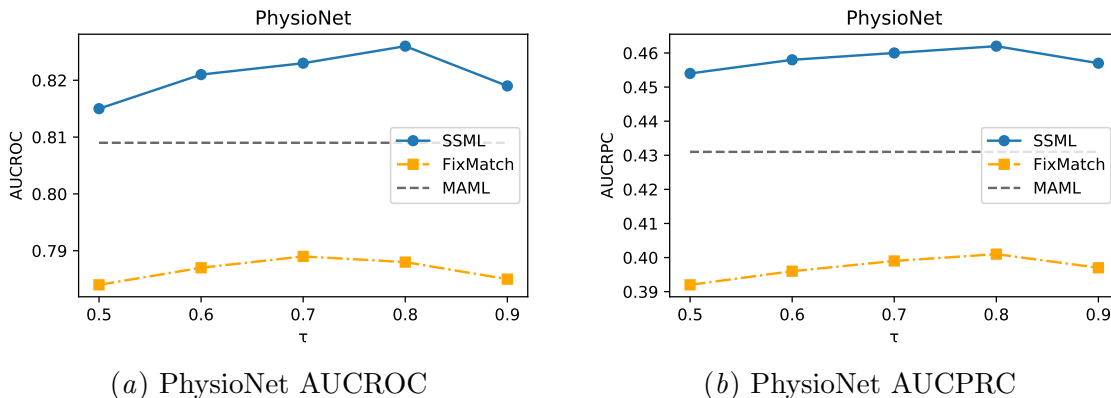 PhysioNet
AUCROC
0.82
0.81
0.80
0.79
SSML
FixMatch
MAML
0.5 0.6 0.7 0.8 0.9
τ
(a) PhysioNet AUCROC
PhysioNet
AUCRPC
0.46
0.45
0.44
0.43
0.42
0.41
0.40
0.39
SSML
FixMatch
MAML
0.5 0.6 0.7 0.8 0.9
τ
(b) PhysioNet AUCPRC